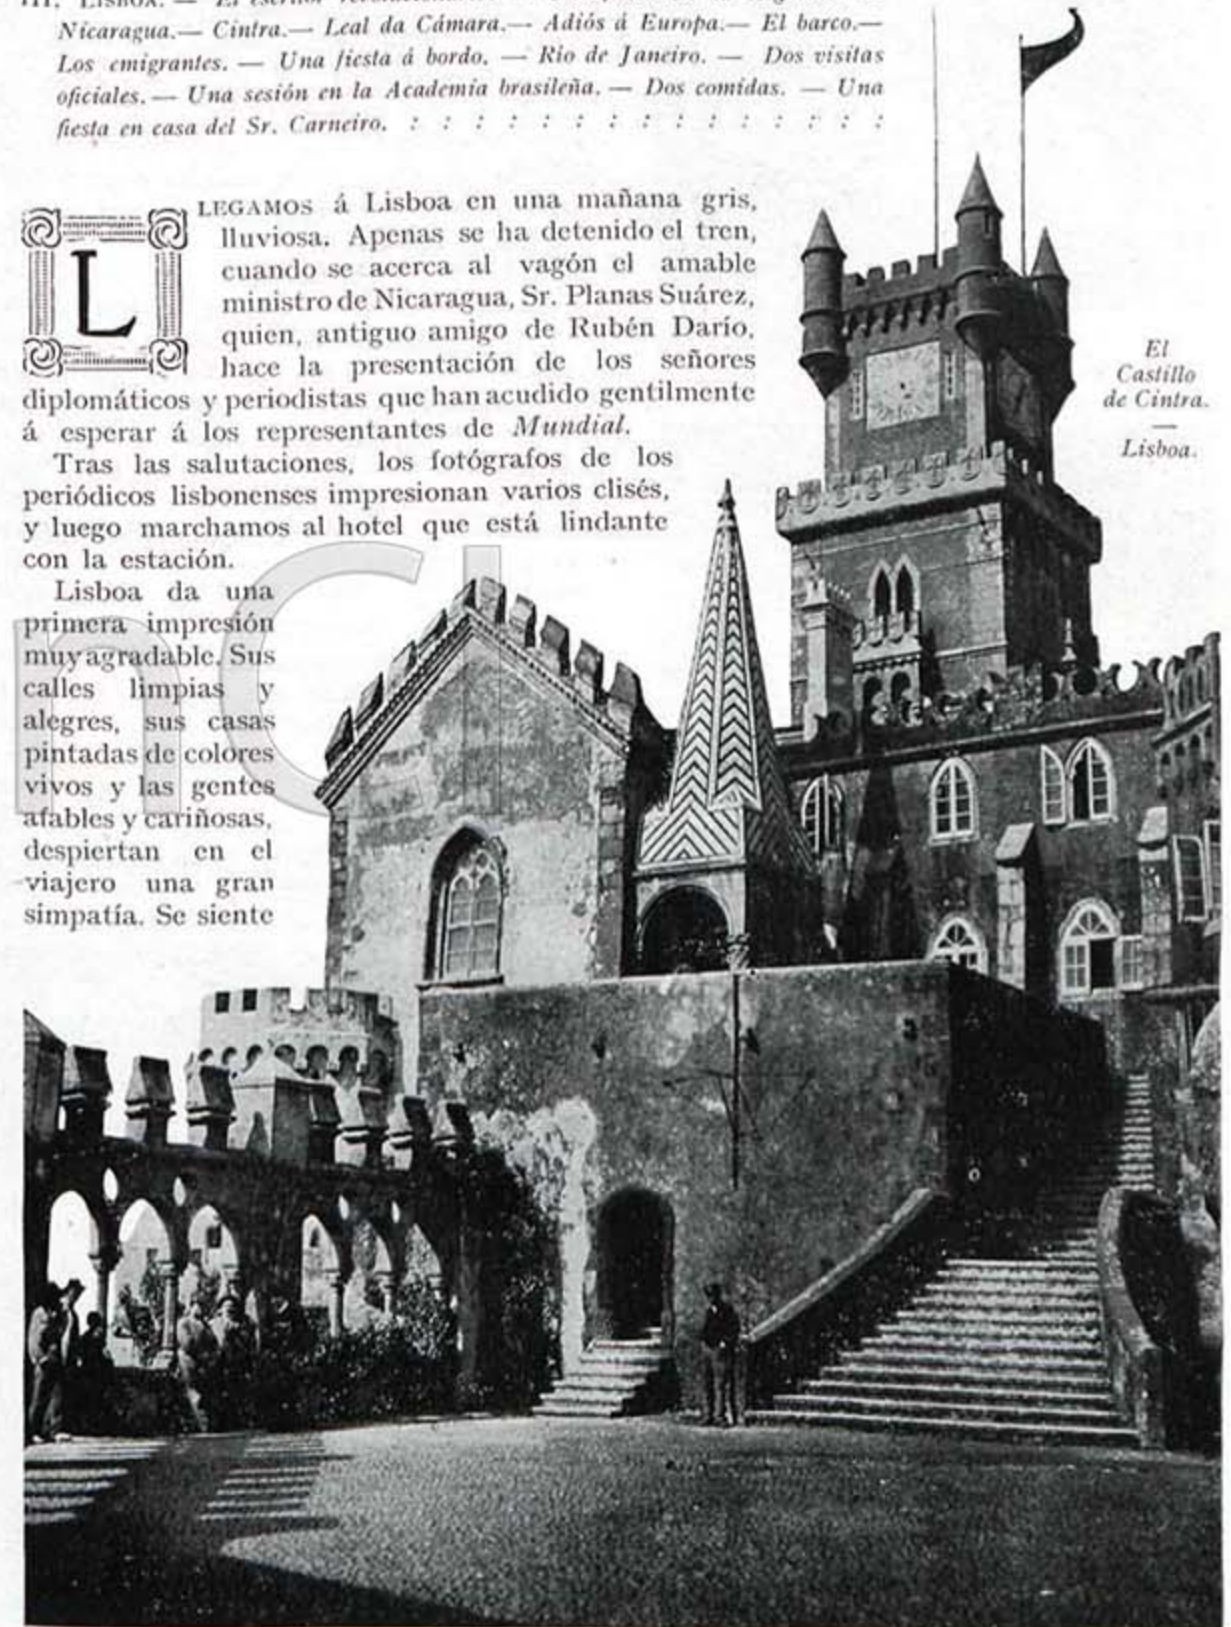 III. LISBOA. — El escritor
Nicaragua.— Cintra.— Leal da Cámara.— Adiós á Europa.— El barco.—
Los emigrantes. — Una fiesta á bordo. — Río de Janeiro. — Dos visitas
oficiales. — Una sesión en la Academia brasileña. — Dos comidas. — Una
fiesta en casa del Sr. Carneiro. : : : : : : : : : : : : : : :
LLEGAMOS á Lisboa en una mañana gris,
lluviosa. Apenas se ha detenido el tren,
cuando se acerca al vagón el amable
ministro de Nicaragua, Sr. Planas Suárez,
quien, antiguo amigo de Rubén Darío,
hace la presentación de los señores
diplomáticos y periodistas que han acudido gentilmente
á esperar á los representantes de Mundial.
Tras las salutaciones, los fotógrafos de los
periódicos lisbonenses impresionan varios clisés,
y luego marchamos al hotel que está lindante
con la estación.
Lisboa da una
primera impresión
muy agradable. Sus
calles limpias y
alegres, sus casas
pintadas de colores
vivos y las gentes
afables y cariñosas,
despiertan en el
viajero una gran
simpatía. Se siente
El
Castillo
de Cintra.
—
Lisboa.